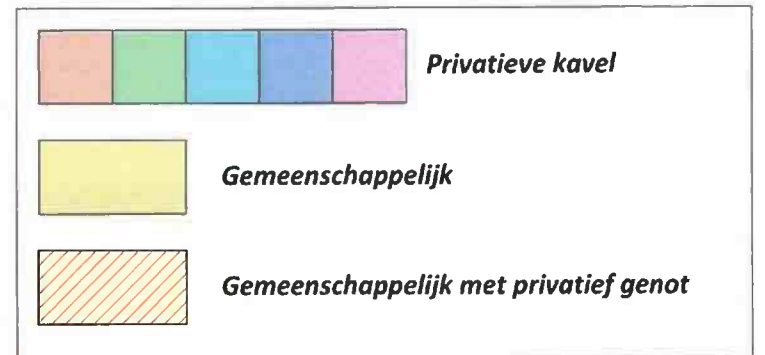 Privatieve kavel
Gemeenschappelijk
Gemeenschappelijk met privatief genot